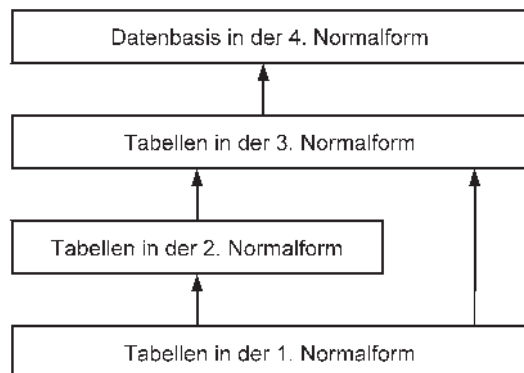 Datenbasis in der 4. Normalform
Tabellen in der 3. Normalform
Tabellen in der 2. Normalform
Tabellen in der 1. Normalform